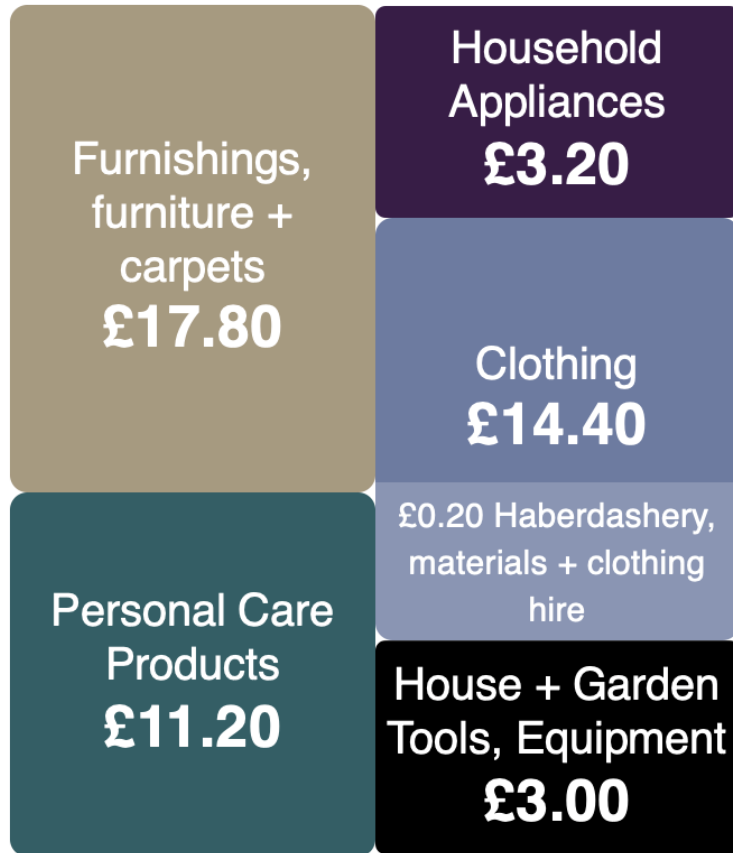 Furnishings,
furniture +
carpets
£17.80
Household
Appliances
£3.20
Clothing
£14.40
£0.20 Haberdashery,
materials + clothing
hire
Personal Care
Products
£11.20
House + Garden
Tools, Equipment
£3.00